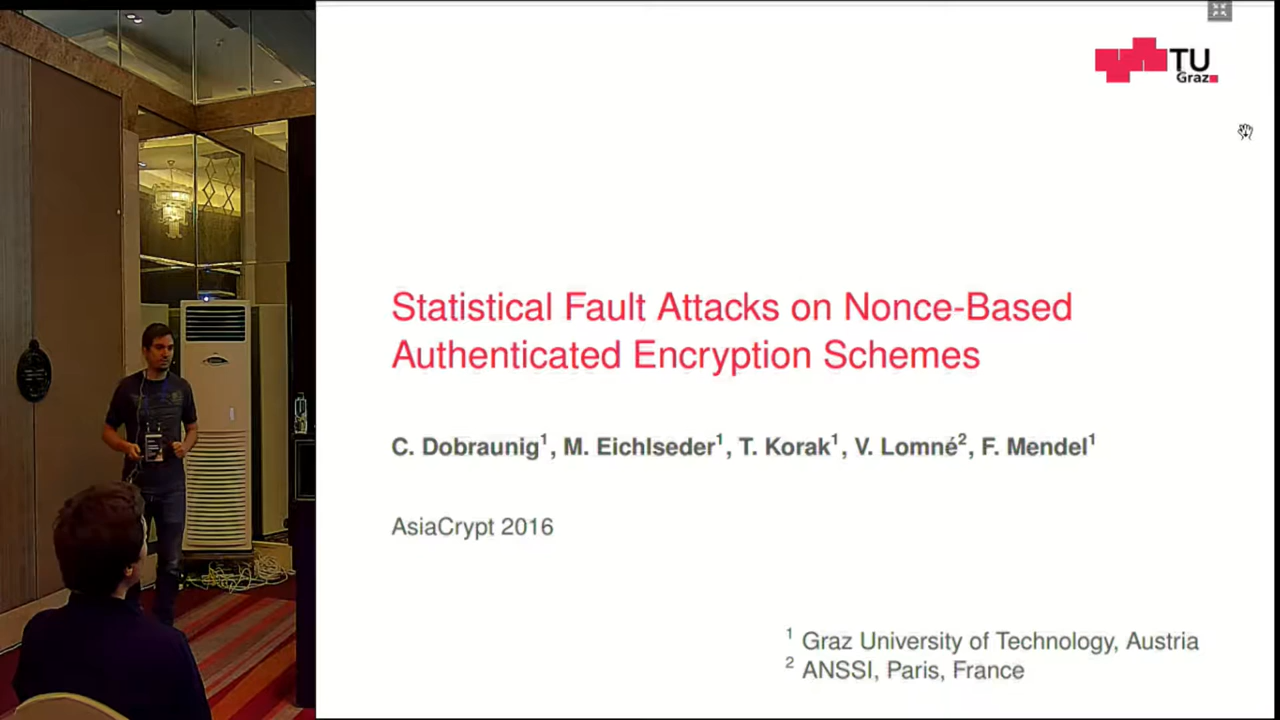 TU
Graz
Statistical Fault Attacks on Nonce-Based
Authenticated Encryption Schemes
C. Dobraunig¹, M. Eichlseder¹, T. Korak¹, V. Lomné², F. Mendel¹
AsiaCrypt 2016
¹ Graz University of Technology, Austria
² ANSSI, Paris, France